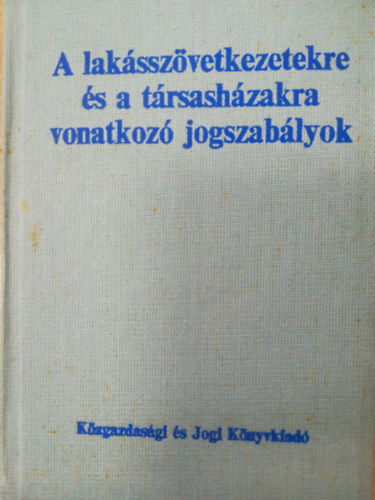 A lakásszövetkezetekre
és a társasházakra
vonatkozó jogszabályok
Közgazdasági és Jogi Könyvkiadó